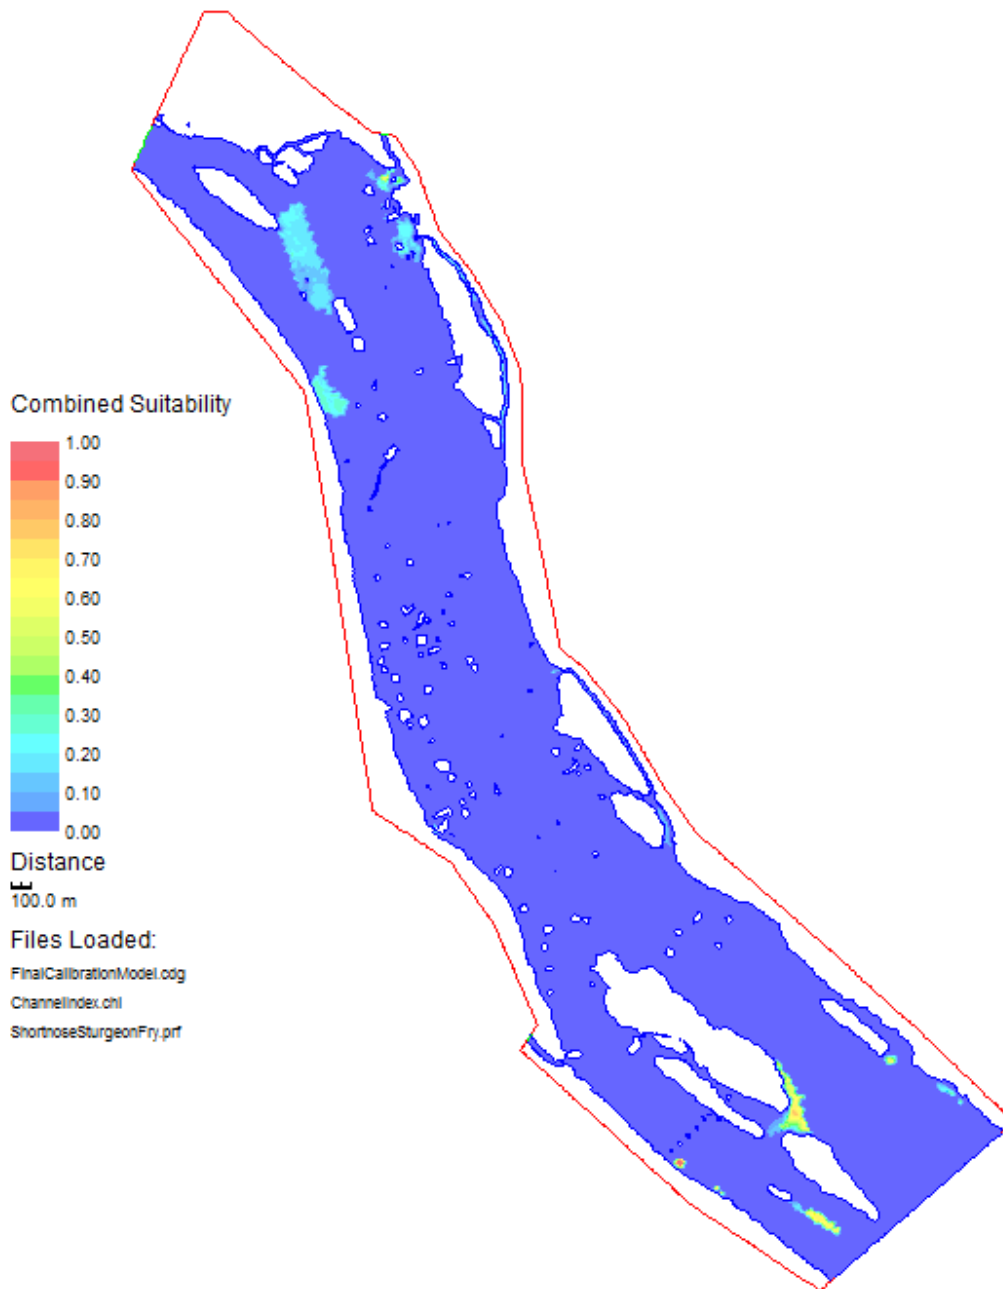 Combined Suitability
1.00
0.90
0.80
0.70
0.60
0.50
0.40
0.30
0.20
0.10
0.00
Distance
100.0 m
Files Loaded:
FinalCalibrationModel.cdg
ChannelIndex.chi
ShortnoseSturgeonFry.prf